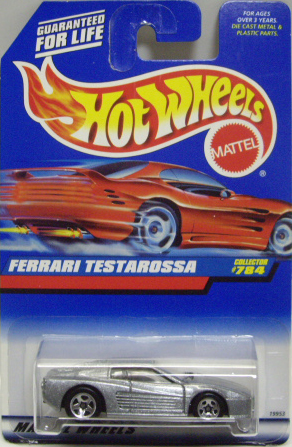 GUARANTEED
FOR LIFE
FOR AGES
OVER 3 YEARS.
DIE CAST METAL &
PLASTIC PARTS.
HOT WHEELS
MATTEL
®
FERRARI TESTAROSSA
COLLECTOR
#784
WHEELS